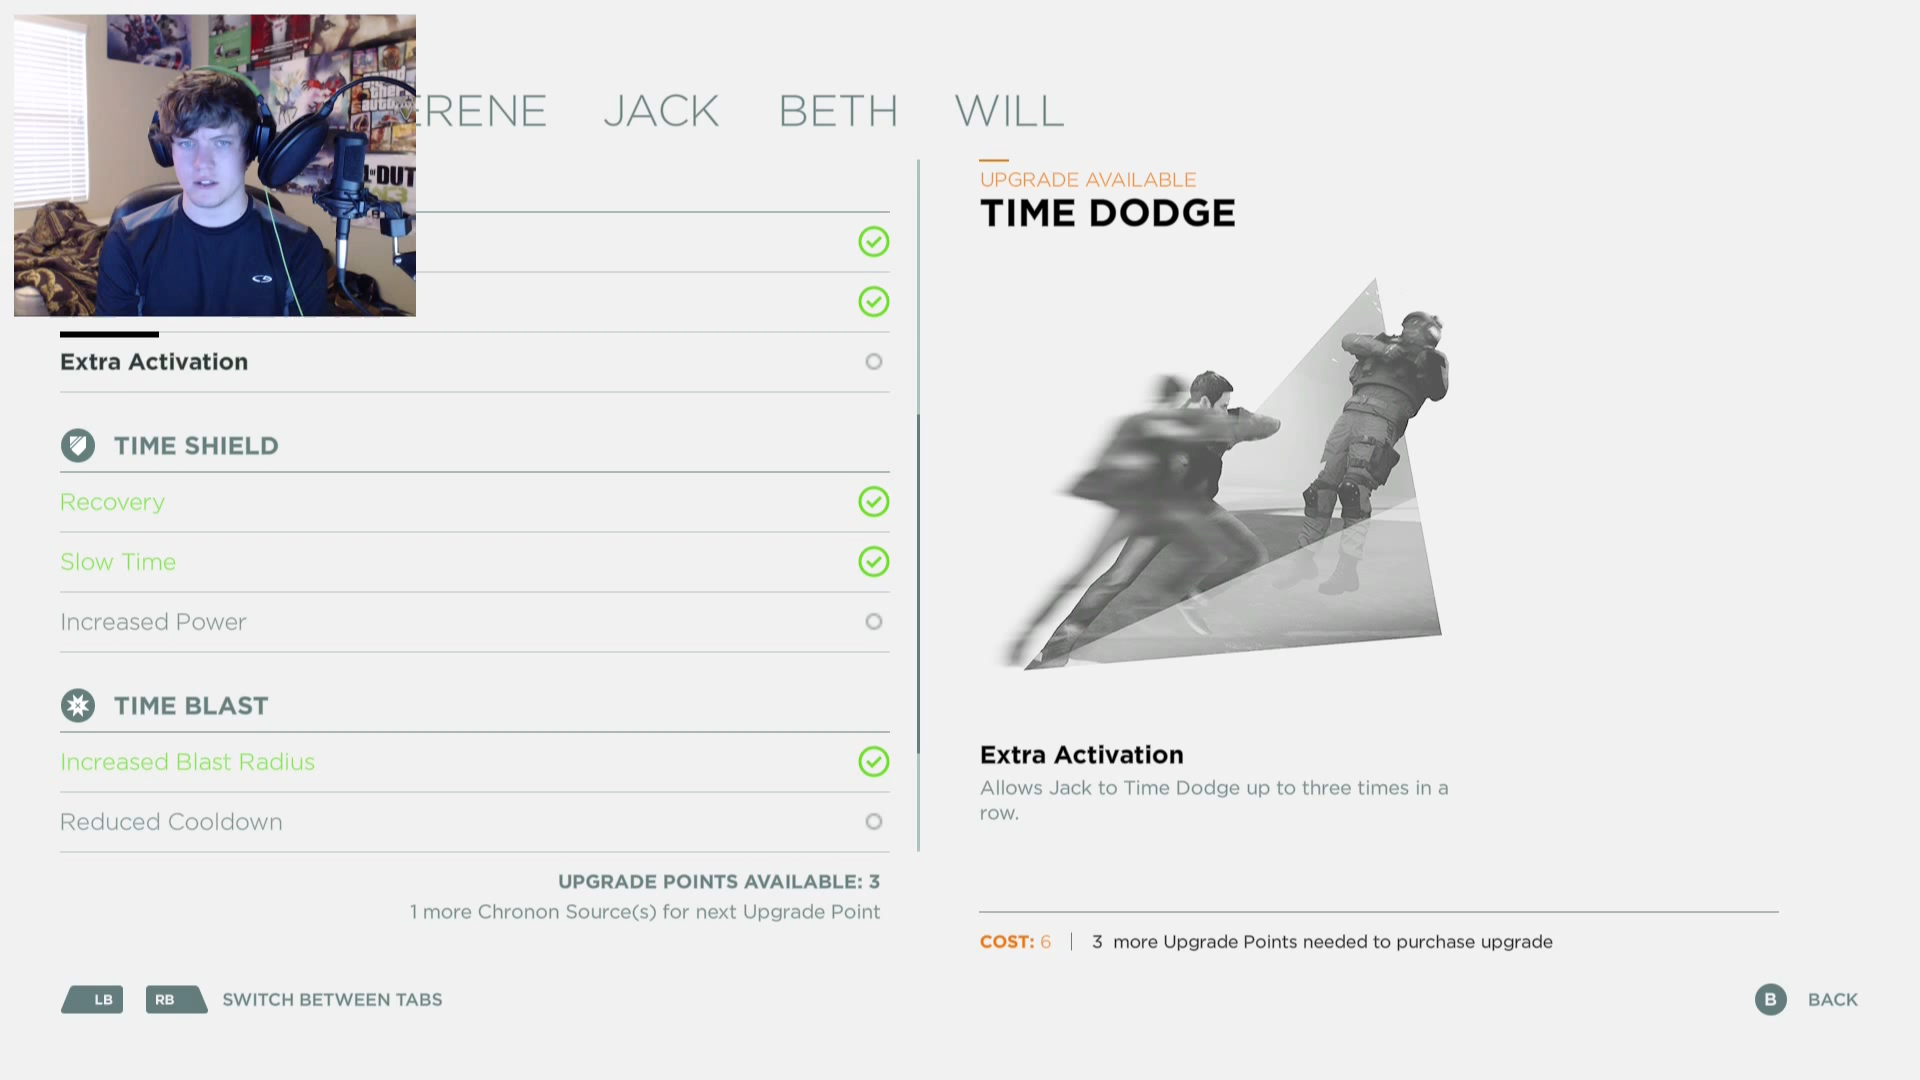 ERENE JACK BETH WILL
UPGRADE AVAILABLE
TIME DODGE
Extra Activation
TIME SHIELD
Recovery
Slow Time
Increased Power
TIME BLAST
Increased Blast Radius
Reduced Cooldown
UPGRADE POINTS AVAILABLE: 3
1 more Chronon Source(s) for next Upgrade Point
Extra Activation
Allows Jack to Time Dodge up to three times in a
row.
COST: 6 | 3 more Upgrade Points needed to purchase upgrade
LB RB SWITCH BETWEEN TABS
B BACK